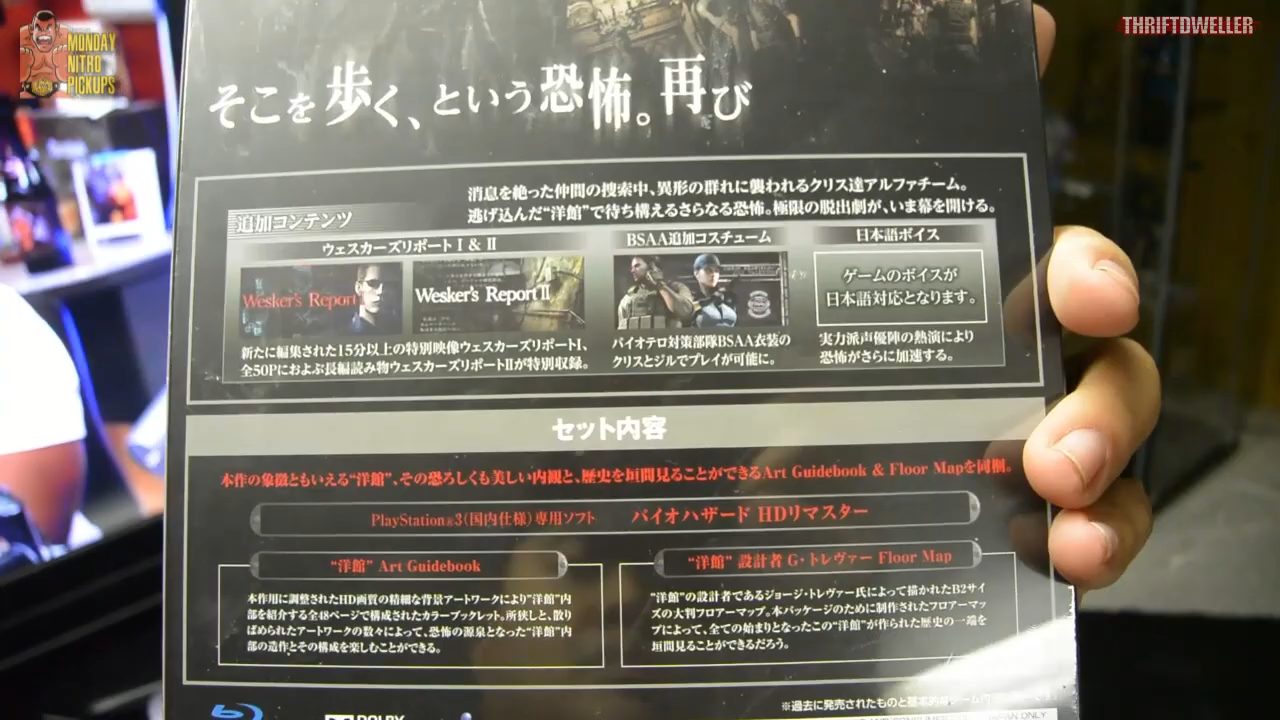 MONDAY
NITRO
PICKUPS
THRIFTDWELLER
そこを歩く、という恐怖。再び
消息を絶った仲間の捜索中、異形の群れに襲われるクリス達アルファチーム。
逃げ込んだ“洋館”で待ち構えるさらなる恐怖。極限の脱出劇が、いま幕を開ける。
追加コンテンツ
ウェスカーズリポートⅠ&Ⅱ
Wesker's Report
Wesker's Report II
新たに編集された15分以上の特別映像ウェスカーズリポートⅠ、
全50Pにおよぶ長編読み物ウェスカーズリポートⅡが特別収録。
BSAA追加コスチューム
バイオテロ対策部隊BSAA衣装の
クリスとジルでプレイが可能に。
日本語ボイス
ゲームのボイスが
日本語対応となります。
実力派声優陣の熱演により
恐怖がさらに加速する。
セット内容
本作の象徴ともいえる“洋館”、その恐ろしくも美しい内観と、歴史を垣間見ることができるArt Guidebook & Floor Mapを同梱。
PlayStation®3(国内仕様)専用ソフト バイオハザード HDリマスター
“洋館” Art Guidebook
本作用に調整されたHD画質の精細な背景アートワークにより“洋館”内
部を紹介する全48ページで構成されたカラーブックレット。所狭しと、散り
ばめられたアートワークの数々によって、恐怖の源泉となった“洋館”内
部の造作とその構成を楽しむことができる。
“洋館” 設計者 G・トレヴァー Floor Map
“洋館”の設計者であるジョージ・トレヴァー氏によって描かれたB2サイ
ズの大判フロアーマップ。本パッケージのために制作されたフロアーマッ
プによって、全ての始まりとなったこの“洋館”が作られた歴史の一端を
垣間見ることができるだろう。
※過去に発売されたものと基本的なゲーム内
DOLBY
JAPAN ONLY